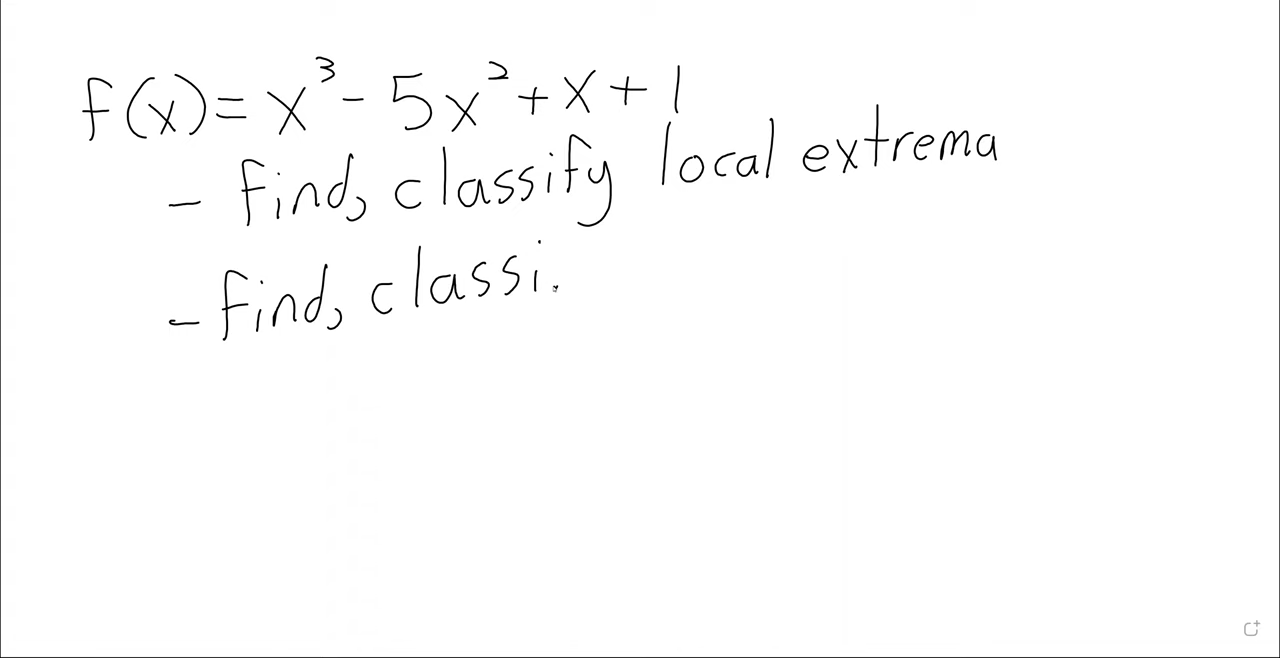 f(x) = x³ - 5x² + x + 1
- find, classify local extrema
- find, classi